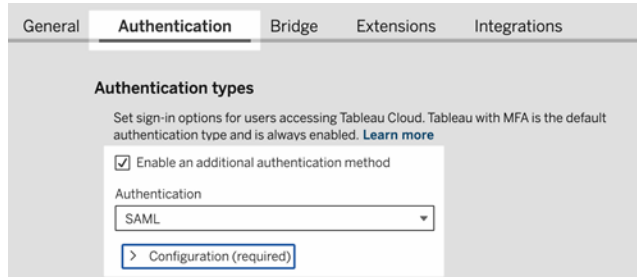 General Authentication Bridge Extensions Integrations
Authentication types
Set sign-in options for users accessing Tableau Cloud. Tableau with MFA is the default
authentication type and is always enabled. Learn more
Enable an additional authentication method
Authentication
SAML
Configuration (required)